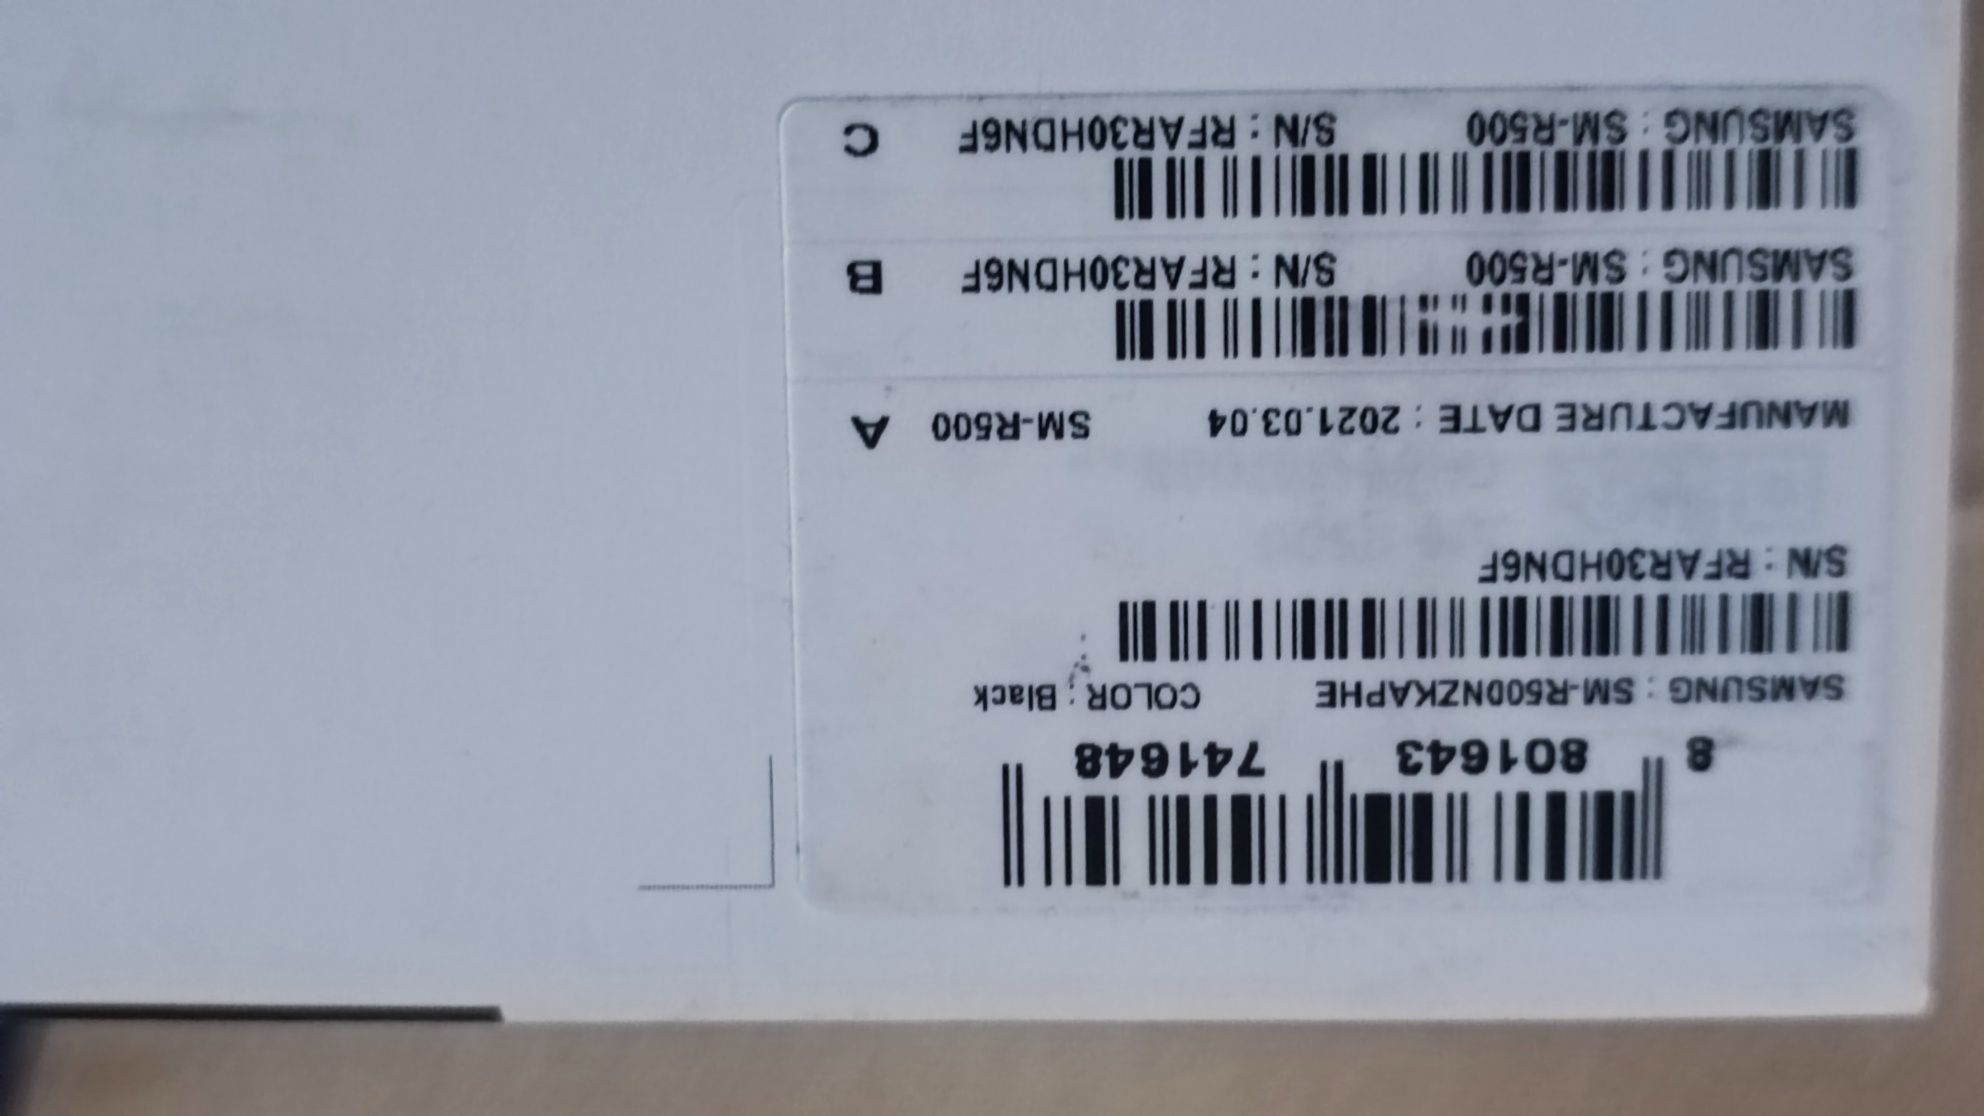 8 801643 741648
SAMSUNG : SM-R500NZKAPHE COLOR : Black
S/N : RFAR30HDN6F
MANUFACTURE DATE : 2021.03.04 SM-R500 A
SAMSUNG : SM-R500 S/N : RFAR30HDN6F B
SAMSUNG : SM-R500 S/N : RFAR30HDN6F C